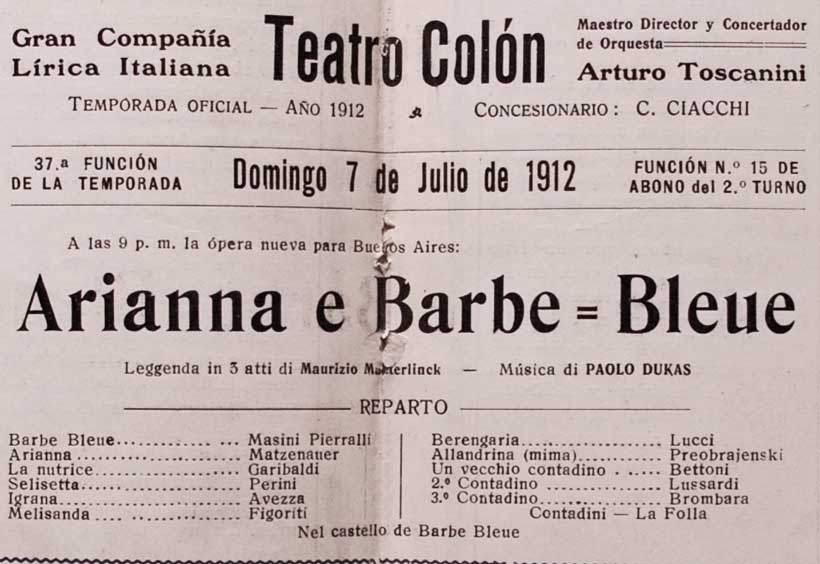 Gran Compañía
Lírica Italiana
Teatro Colón
Maestro Director y Concertador
de Orquesta
Arturo Toscanini
TEMPORADA OFICIAL — AÑO 1912
CONCESIONARIO: C. CIACCHI
37.a FUNCIÓN
DE LA TEMPORADA
Domingo 7 de Julio de 1912
FUNCIÓN N.º 15 DE
ABONO del 2.º TURNO
A las 9 p. m. la ópera nueva para Buenos Aires:
Arianna e Barbe = Bleue
Leggenda in 3 atti di Maurizio Maeterlinck — Música di PAOLO DUKAS
REPARTO
Barbe Bleue.................. Masini Pierralli
Arianna ...................... Matzenauer
La nutrice.................... Garibaldi
Selisetta..................... Perini
Igrana........................ Avezza
Melisanda .................... Figoriti
Berengaria.................... Lucci
Allandrina (mima)............. Preobrajenski
Un vecchio contadino . ..... Bettoni
2.º Contadino ................ Lussardi
3.º Contadino................. Brombara
Contadini — La Folla
Nel castello de Barbe Bleue